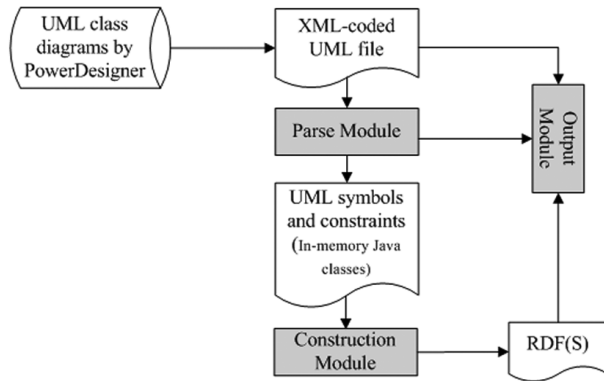 UML class
diagrams by
PowerDesigner
XML-coded
UML file
Parse Module
Output
Module
UML symbols
and constraints
(In-memory Java
classes)
Construction
Module
RDF(S)